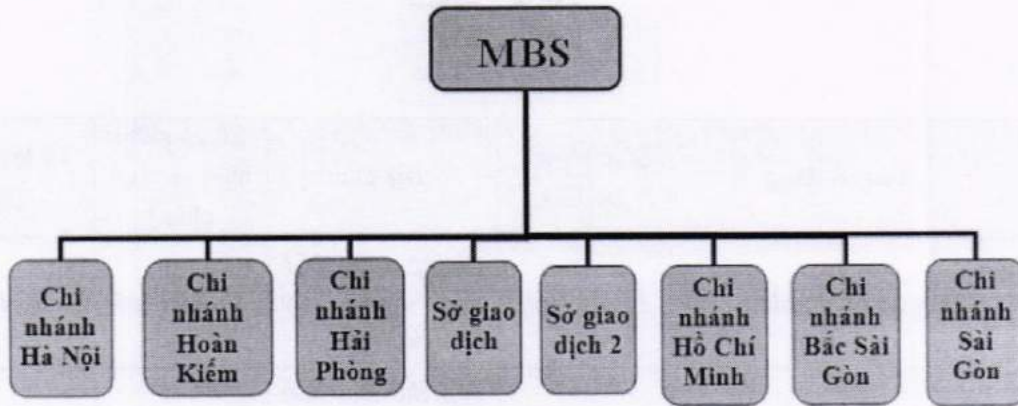 MBS
Chi
nhánh
Hà Nội
Chi
nhánh
Hoàn
Kiếm
Chi
nhánh
Hải
Phòng
Sở giao
dịch
Sở giao
dịch 2
Chi
nhánh
Hồ Chí
Minh
Chi
nhánh
Bắc Sài
Gòn
Chi
nhánh
Sài
Gòn